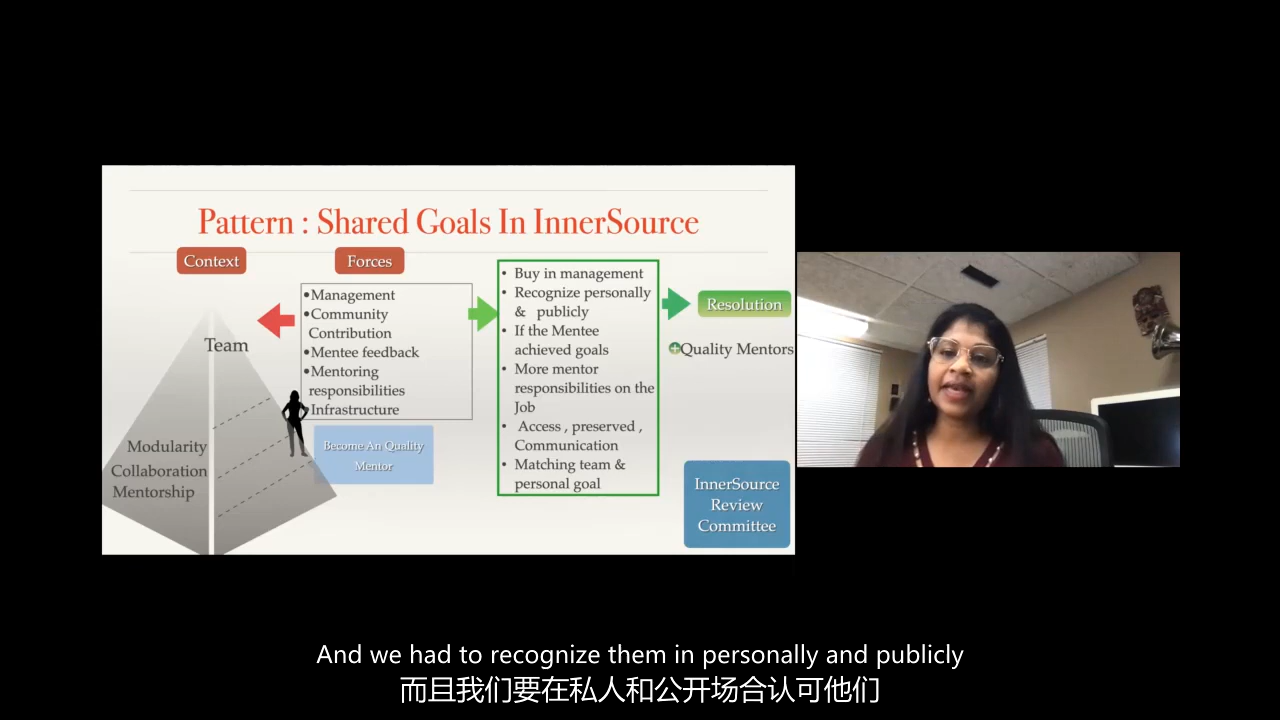 Pattern : Shared Goals In InnerSource
Context
Team
Modularity
Collaboration
Mentorship
Forces
•Management
•Community
Contribution
•Mentee feedback
•Mentoring
responsibilities
•Infrastructure
Become An Quality
Mentor
• Buy in management
• Recognize personally
& publicly
• If the Mentee
achieved goals
• More mentor
responsibilities on the
Job
• Access , preserved ,
Communication
• Matching team &
personal goal
Resolution
Quality Mentors
InnerSource
Review
Committee
And we had to recognize them in personally and publicly
而且我们要在私人和公开场合认可他们